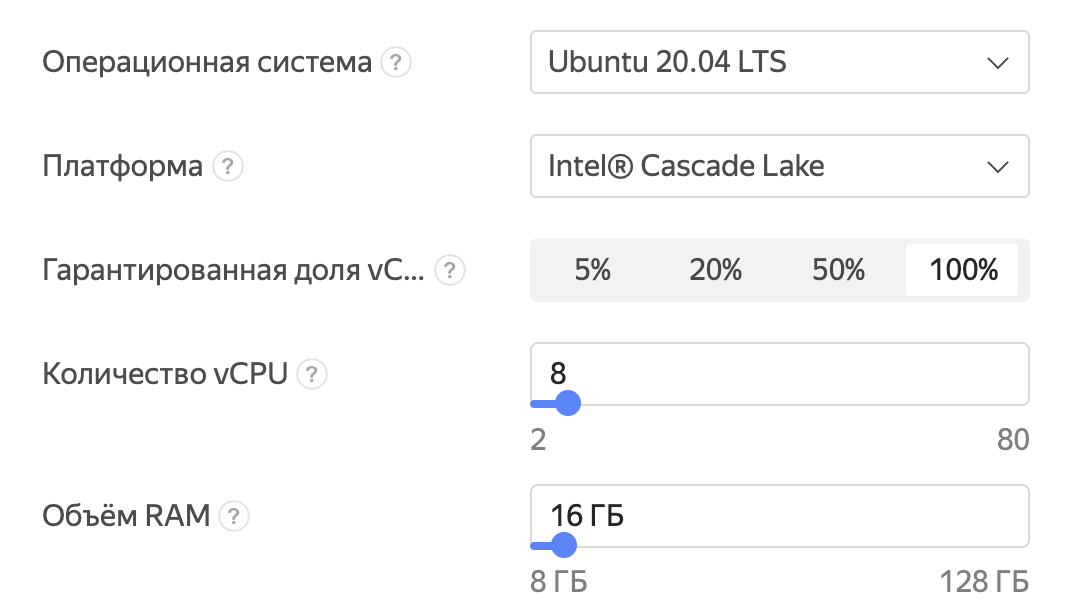 Операционная система ?
Ubuntu 20.04 LTS
Платформа ?
Intel® Cascade Lake
Гарантированная доля vC... ?
5% 20% 50% 100%
Количество vCPU ?
8
2 80
Объём RAM ?
16 ГБ
8 ГБ 128 ГБ